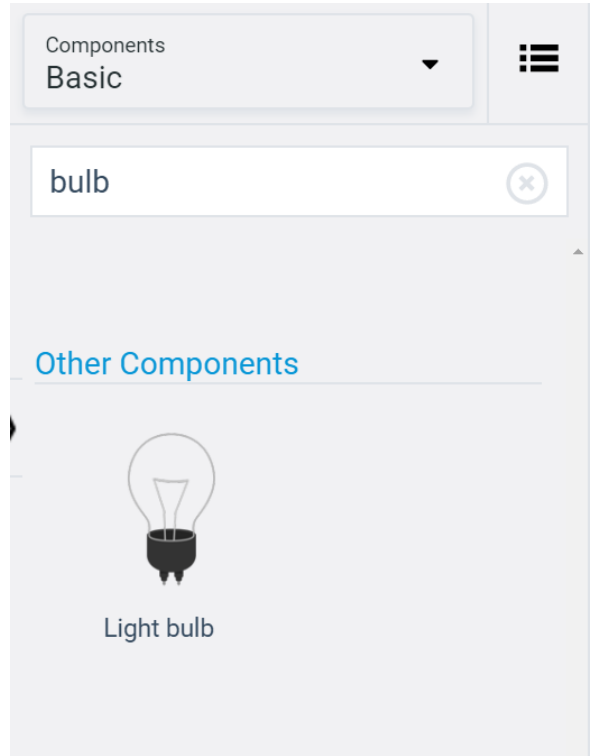 Components
Basic
bulb
Other Components
Light bulb